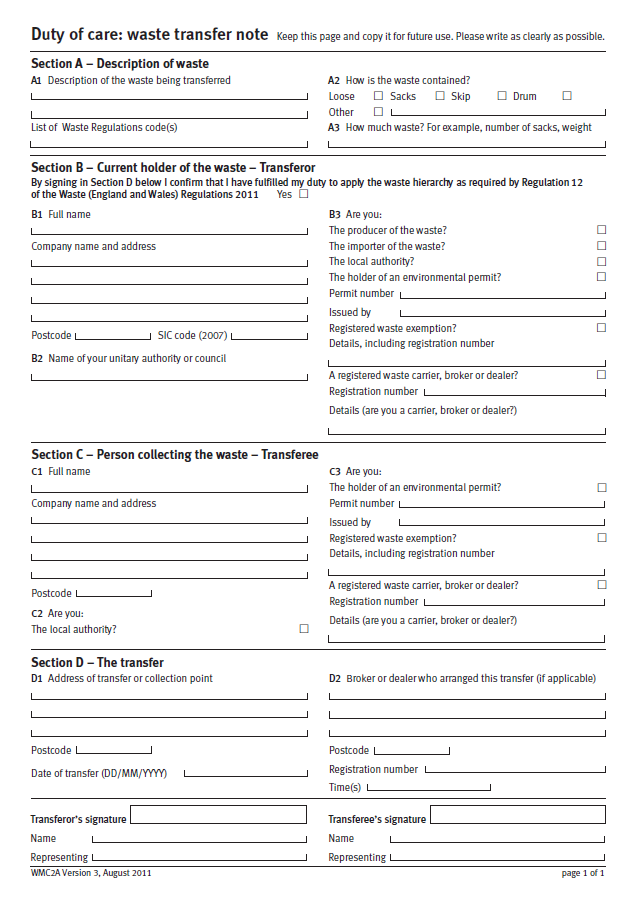 Duty of care: waste transfer note Keep this page and copy it for future use. Please write as clearly as possible.
Section A – Description of waste
A1 Description of the waste being transferred
List of Waste Regulations code(s)
A2 How is the waste contained?
Loose Sacks Skip Drum
Other
A3 How much waste? For example, number of sacks, weight
Section B – Current holder of the waste – Transferor
By signing in Section D below I confirm that I have fulfilled my duty to apply the waste hierarchy as required by Regulation 12
of the Waste (England and Wales) Regulations 2011 Yes
B1 Full name
Company name and address
Postcode SIC code (2007)
B2 Name of your unitary authority or council
B3 Are you:
The producer of the waste?
The importer of the waste?
The local authority?
The holder of an environmental permit?
Permit number
Issued by
Registered waste exemption?
Details, including registration number
A registered waste carrier, broker or dealer?
Registration number
Details (are you a carrier, broker or dealer?)
Section C – Person collecting the waste – Transferee
C1 Full name
Company name and address
Postcode
C2 Are you:
The local authority?
C3 Are you:
The holder of an environmental permit?
Permit number
Issued by
Registered waste exemption?
Details, including registration number
A registered waste carrier, broker or dealer?
Registration number
Details (are you a carrier, broker or dealer?)
Section D – The transfer
D1 Address of transfer or collection point
Postcode
Date of transfer (DD/MM/YYYY)
D2 Broker or dealer who arranged this transfer (if applicable)
Postcode
Registration number
Time(s)
Transferor's signature
Name
Representing
Transferee's signature
Name
Representing
WMC2A Version 3, August 2011
page 1 of 1